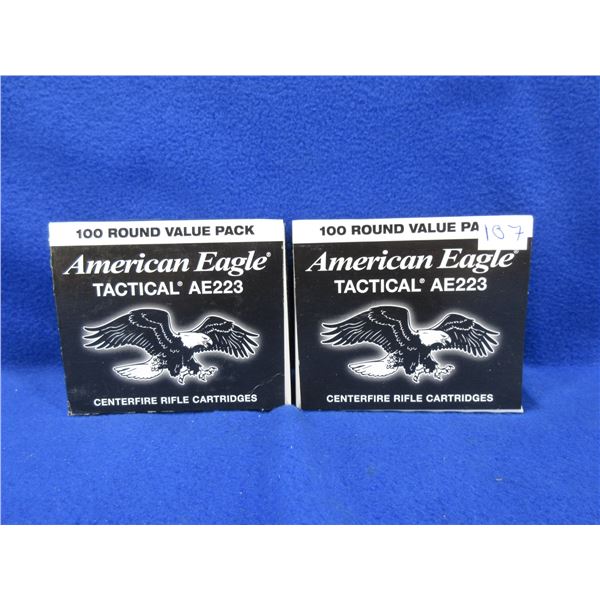 100 ROUND VALUE PACK
American Eagle®
TACTICAL® AE223
CENTERFIRE RIFLE CARTRIDGES
100 ROUND VALUE PA
187
American Eagle®
TACTICAL® AE223
CENTERFIRE RIFLE CARTRIDGES